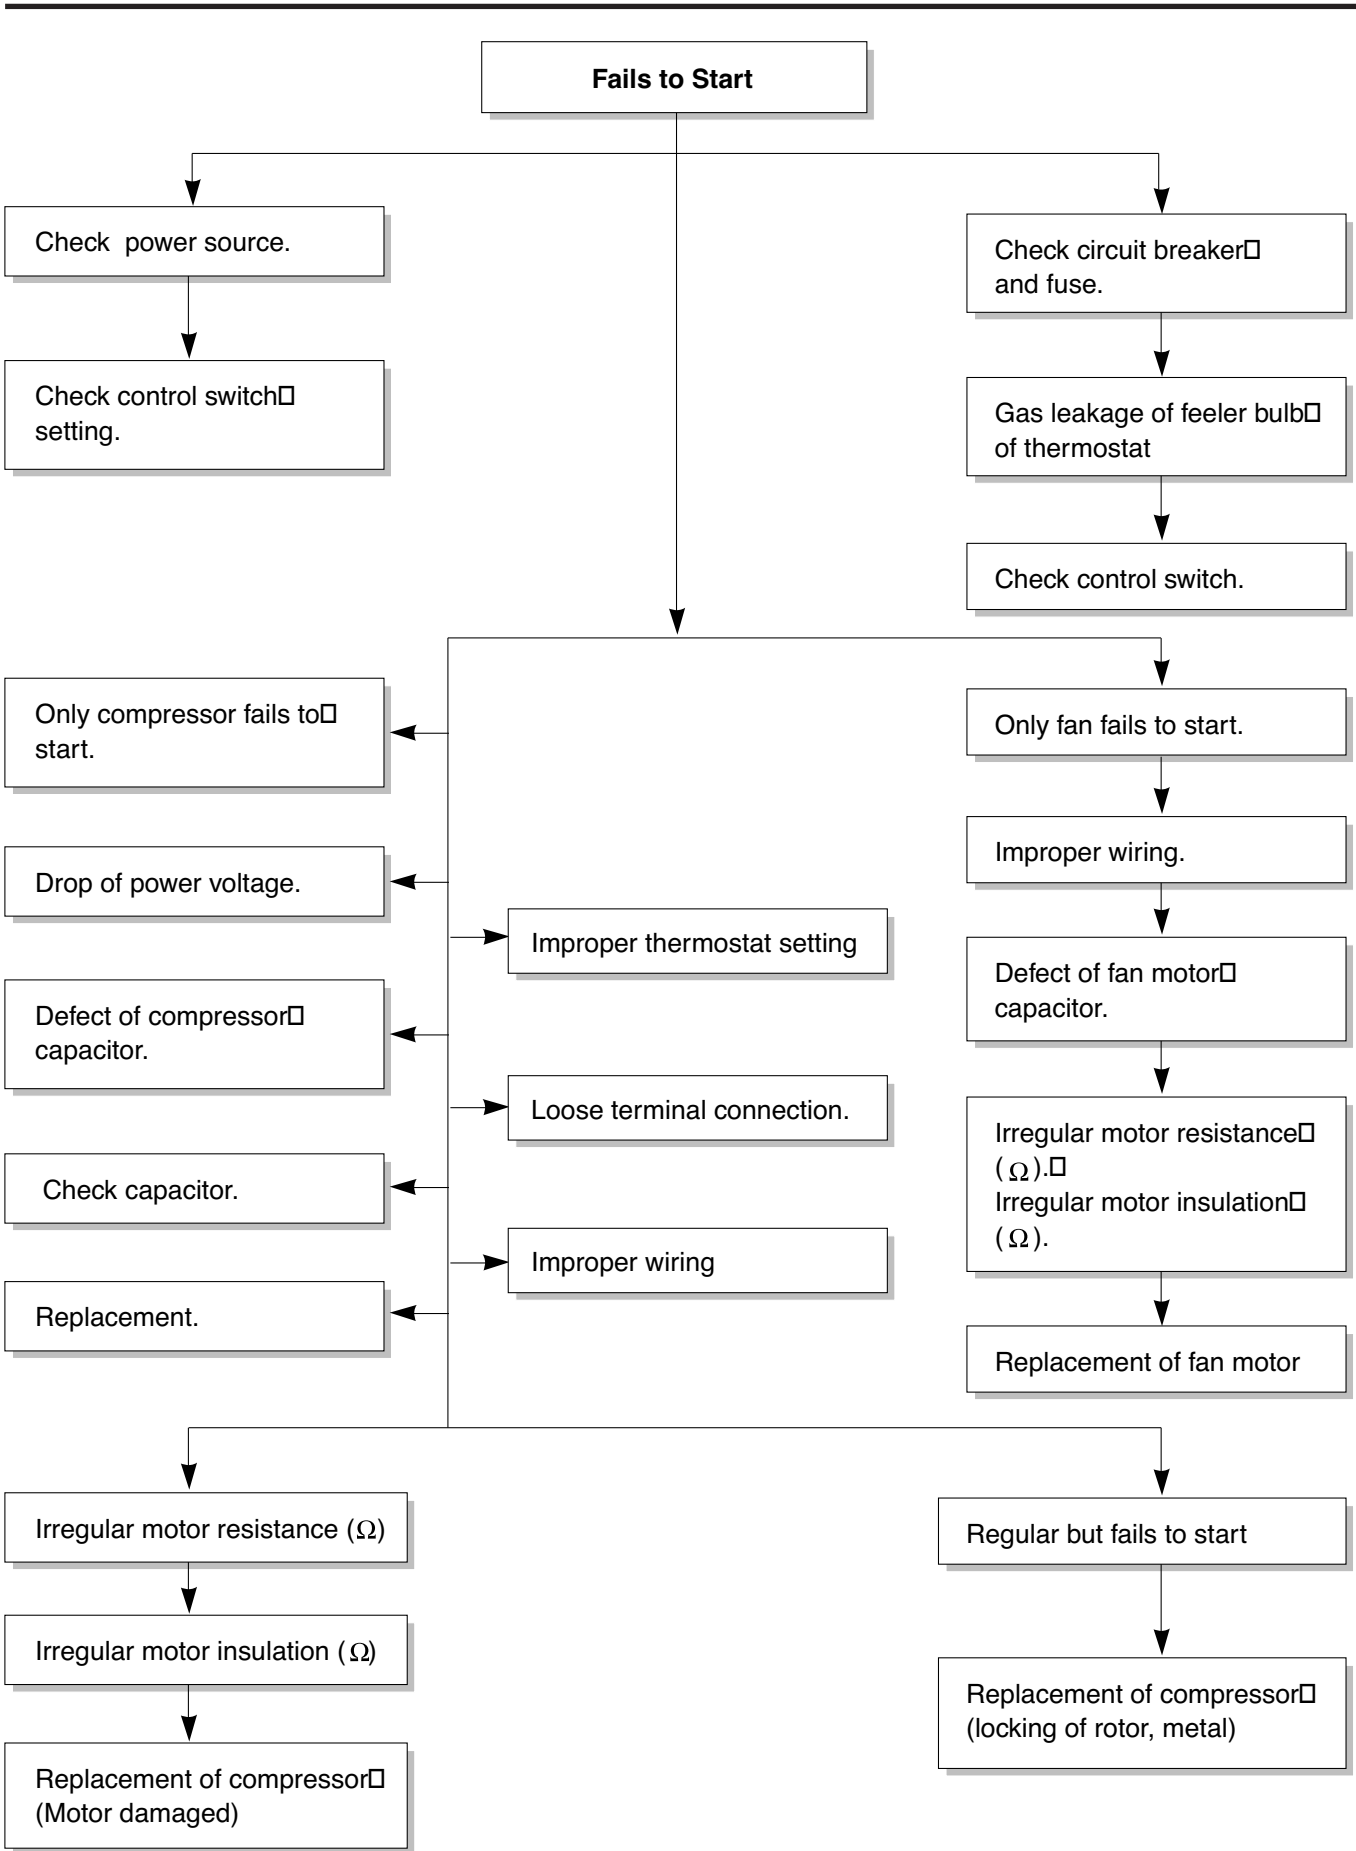 Fails to Start
Check power source.
Check control switch
setting.
Check circuit breaker
and fuse.
Gas leakage of feeler bulb
of thermostat
Check control switch.
Only compressor fails to
start.
Drop of power voltage.
Defect of compressor
capacitor.
Check capacitor.
Replacement.
Improper thermostat setting
Loose terminal connection.
Improper wiring
Only fan fails to start.
Improper wiring.
Defect of fan motor
capacitor.
Irregular motor resistance
(Ω).
Irregular motor insulation
(Ω).
Replacement of fan motor
Irregular motor resistance (Ω)
Irregular motor insulation (Ω)
Replacement of compressor
(Motor damaged)
Regular but fails to start
Replacement of compressor
(locking of rotor, metal)